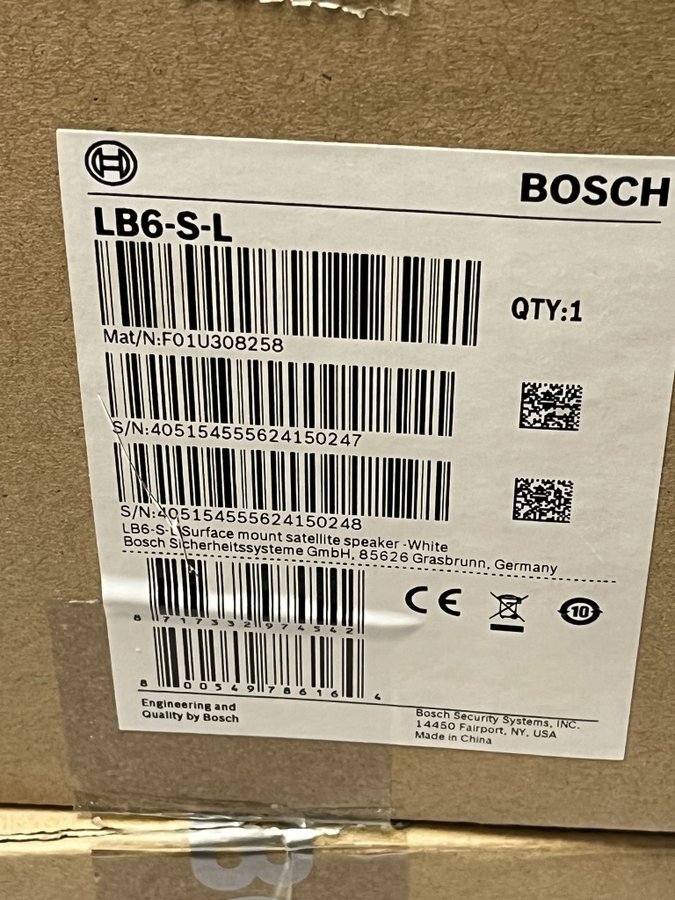 BOSCH
LB6-S-L
QTY:1
Mat/N:F01U308258
S/N:405154555624150247
S/N:405154555624150248
LB6-S-L Surface mount satellite speaker -White
Bosch Sicherheitssysteme GmbH, 85626 Grasbrunn, Germany
8 717332 974542
CE
10
8 00549 78616 4
Engineering and
Quality by Bosch
Bosch Security Systems, INC.
14450 Fairport, NY. USA
Made in China